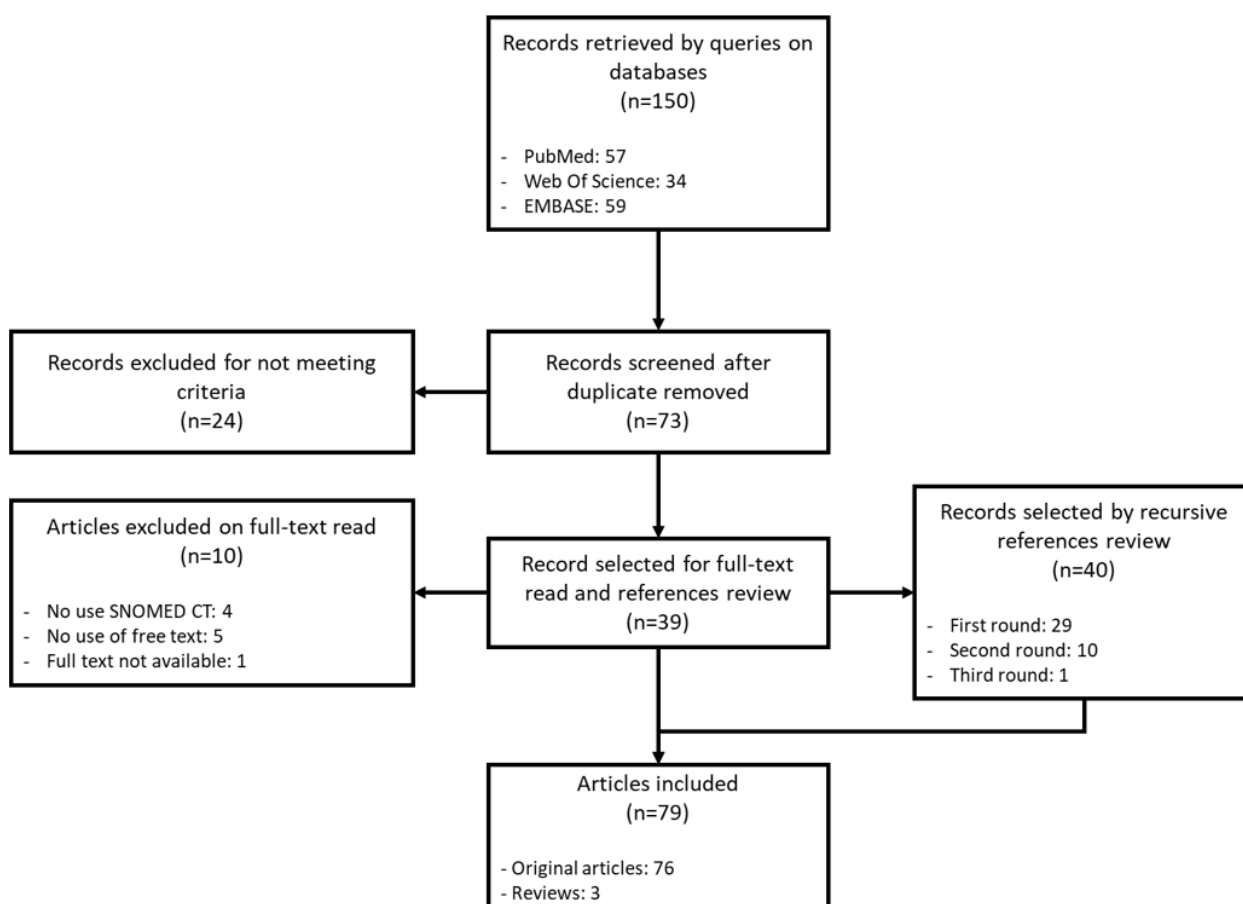 Records retrieved by queries on
databases
(n=150)
- PubMed: 57
- Web Of Science: 34
- EMBASE: 59
Records excluded for not meeting
criteria
(n=24)
Records screened after
duplicate removed
(n=73)
Articles excluded on full-text read
(n=10)
- No use SNOMED CT: 4
- No use of free text: 5
- Full text not available: 1
Record selected for full-text
read and references review
(n=39)
Records selected by recursive
references review
(n=40)
- First round: 29
- Second round: 10
- Third round: 1
Articles included
(n=79)
- Original articles: 76
- Reviews: 3